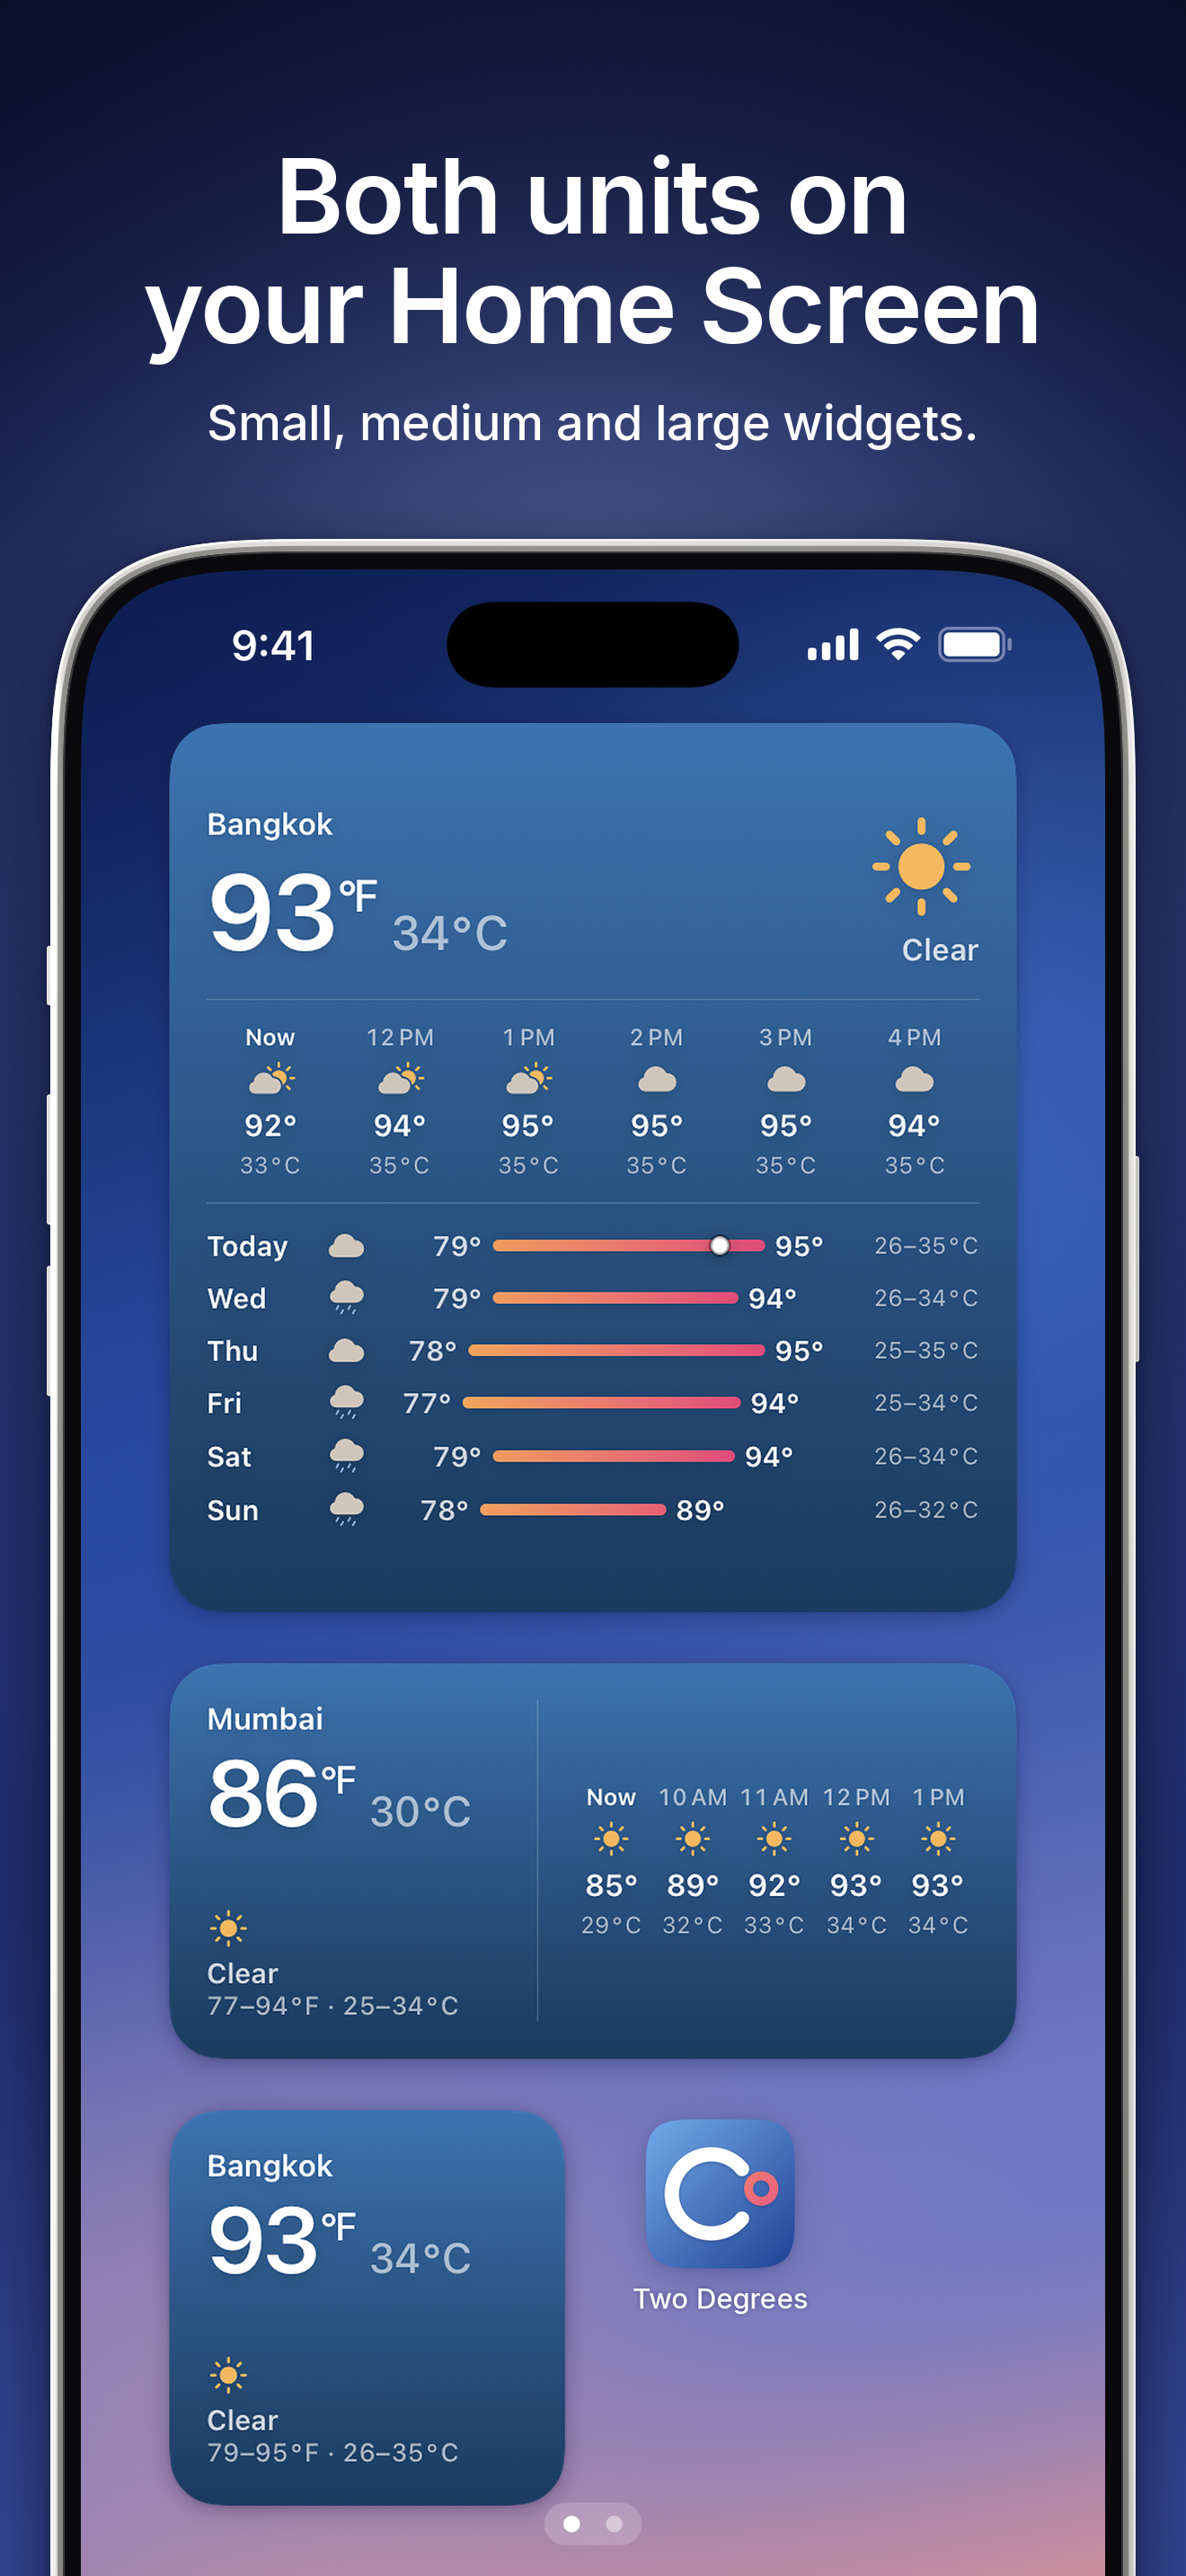 Both units on
your Home Screen
Small, medium and large widgets.
9:41
Bangkok
93°F 34°C
Clear
Now 12 PM 1 PM 2 PM 3 PM 4 PM
92° 94° 95° 95° 95° 94°
33°C 35°C 35°C 35°C 35°C 35°C
Today 79° 95° 26–35°C
Wed 79° 94° 26–34°C
Thu 78° 95° 25–35°C
Fri 77° 94° 25–34°C
Sat 79° 94° 26–34°C
Sun 78° 89° 26–32°C
Mumbai
86°F 30°C
Clear
77–94°F · 25–34°C
Now 10 AM 11 AM 12 PM 1 PM
85° 89° 92° 93° 93°
29°C 32°C 33°C 34°C 34°C
Bangkok
93°F 34°C
Clear
79–95°F · 26–35°C
Two Degrees